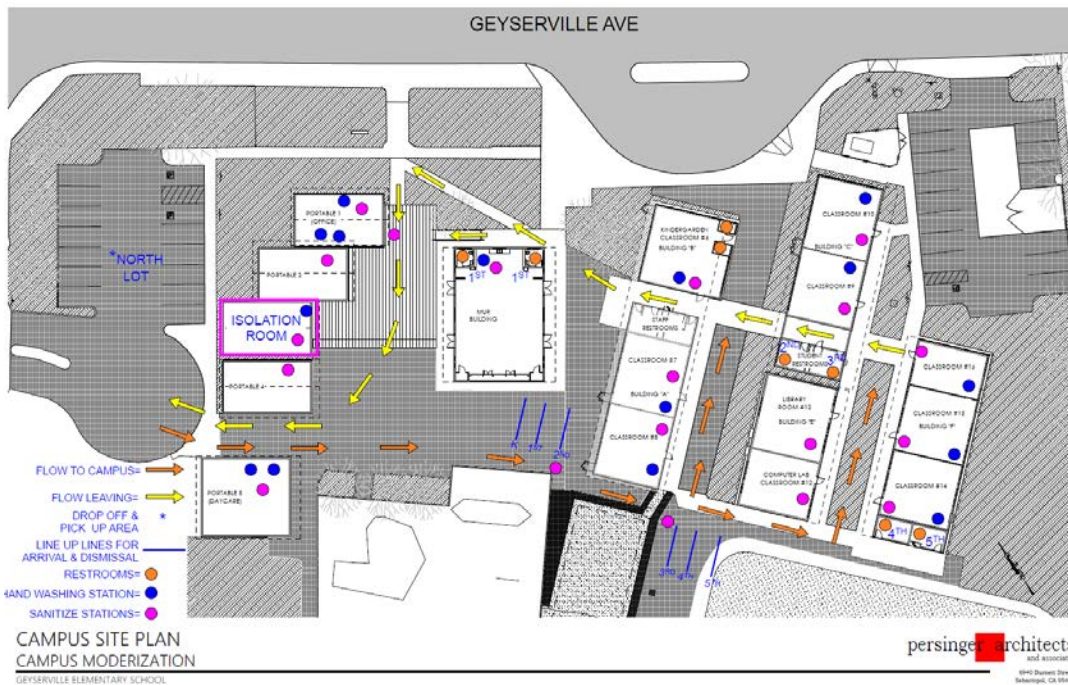 GEYSERVILLE AVE
PORTABLE 1
(OFFICE)
*NORTH
LOT
PORTABLE 2
ISOLATION
ROOM
PORTABLE 4
PORTABLE 5
(DAYCARE)
1ST
1ST
MUR
BUILDING
KINDERGARDEN
CLASSROOM #6
BUILDING "B"
STAFF
RESTROOMS
CLASSROOM #7
BUILDING "A"
CLASSROOM #8
CLASSROOM #10
BUILDING "C"
CLASSROOM #9
2ND
3RD
STUDENT
RESTROOMS
LIBRARY
ROOM #13
BUILDING "E"
COMPUTER LAB
CLASSROOM #12
CLASSROOM #16
CLASSROOM #15
BUILDING "F"
CLASSROOM #14
4TH
5TH
K
1ST
2ND
3RD
4TH
5TH
FLOW TO CAMPUS=
FLOW LEAVING=
DROP OFF &
PICK UP AREA *
LINE UP LINES FOR
ARRIVAL & DISMISSAL
RESTROOMS=
HAND WASHING STATION=
SANITIZE STATIONS=
CAMPUS SITE PLAN
CAMPUS MODERIZATION
GEYSERVILLE ELEMENTARY SCHOOL
persinger architects
and associat